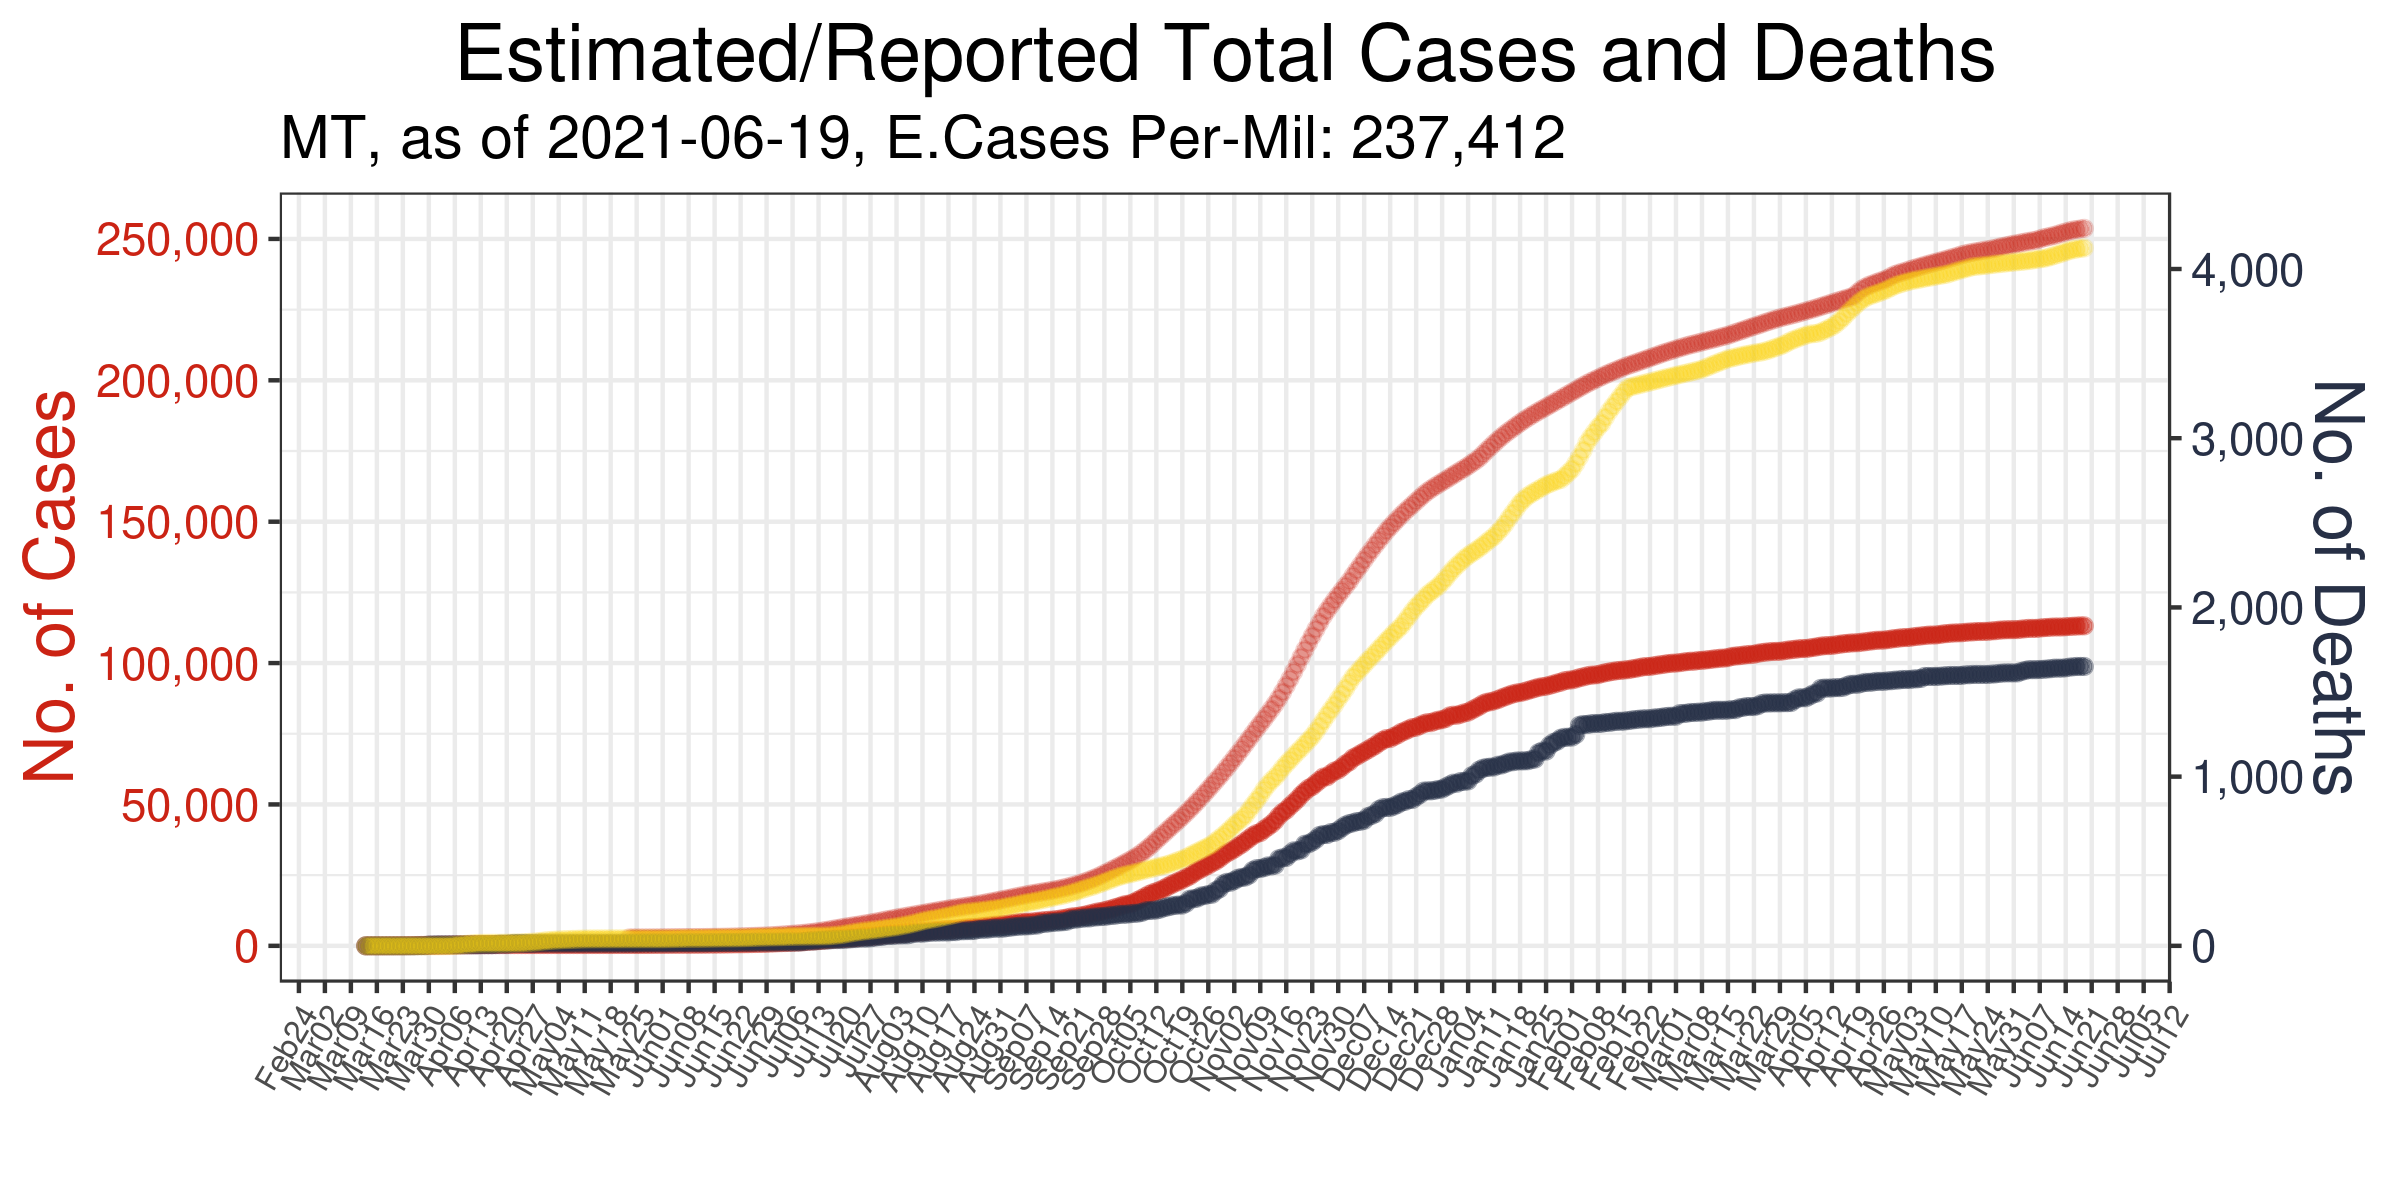 Estimated/Reported Total Cases and Deaths
MT, as of 2021-06-19, E.Cases Per-Mil: 237,412
No. of Cases
250,000
200,000
150,000
100,000
50,000
0
4,000
3,000
2,000
1,000
0
No. of Deaths
Feb24
Mar02
Mar09
Mar16
Mar23
Mar30
Apr06
Apr13
Apr20
Apr27
May04
May11
May18
May25
Jun01
Jun08
Jun15
Jun22
Jun29
Jul06
Jul13
Jul20
Jul27
Aug03
Aug10
Aug17
Aug24
Aug31
Sep07
Sep14
Sep21
Sep28
Oct05
Oct12
Oct19
Oct26
Nov02
Nov09
Nov16
Nov23
Nov30
Dec07
Dec14
Dec21
Dec28
Jan04
Jan11
Jan18
Jan25
Feb01
Feb08
Feb15
Feb22
Mar01
Mar08
Mar15
Mar22
Mar29
Apr05
Apr12
Apr19
Apr26
May03
May10
May17
May24
May31
Jun07
Jun14
Jun21
Jun28
Jul05
Jul12